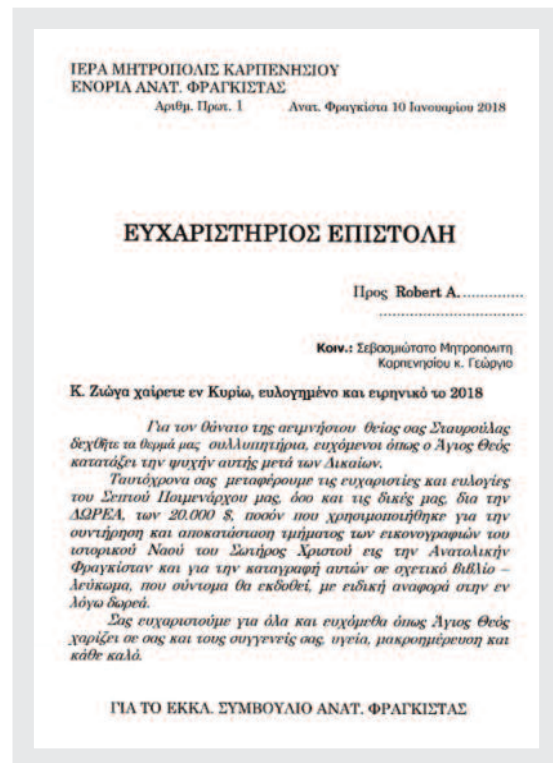 ΙΕΡΑ ΜΗΤΡΟΠΟΛΙΣ ΚΑΡΠΕΝΗΣΙΟΥ
ΕΝΟΡΙΑ ΑΝΑΤ. ΦΡΑΓΚΙΣΤΑΣ
Αριθμ. Πρωτ. 1 Ανατ. Φραγκίστα 10 Ιανουαρίου 2018
ΕΥΧΑΡΙΣΤΗΡΙΟΣ ΕΠΙΣΤΟΛΗ
Προς Robert A. ...............
...............................
Κοιν.: Σεβασμιώτατο Μητροπολιτη
Καρπενησίου κ. Γεώργιο
Κ. Ζιώγα χαίρετε εν Κυρίω, ευλογημένο και ειρηνικό το 2018
Για τον θάνατο της αειμνήστου θείας σας Σταυρούλας
δεχθήτε τα θερμά μας συλλυπητήρια, ευχόμενοι όπως ο Άγιος Θεός
κατατάξει την ψυχήν αυτής μετά των Δικαίων.
Ταυτόχρονα σας μεταφέρουμε τις ευχαριστίες και ευλογίες
του Σεπτού Ποιμενάρχου μας, όσο και τις δικές μας, δια την
ΔΩΡΕΑ, των 20.000 $, ποσόν που χρησιμοποιήθηκε για την
συντήρηση και αποκατάσταση τμήματος των εικονογραφιών του
ιστορικού Ναού του Σωτήρος Χριστού εις την Ανατολικήν
Φραγκίσταν και για την καταγραφή αυτών σε σχετικό βιβλίο –
λεύκωμα, που σύντομα θα εκδοθεί, με ειδική αναφορά στην εν
λόγω δωρεά.
Σας ευχαριστούμε για όλα και ευχόμεθα όπως Άγιος Θεός
χαρίζει σε σας και τους συγγενείς σας, υγεία, μακροημέρευση και
κάθε καλό.
ΓΙΑ ΤΟ ΕΚΚΛ. ΣΥΜΒΟΥΛΙΟ ΑΝΑΤ. ΦΡΑΓΚΙΣΤΑΣ